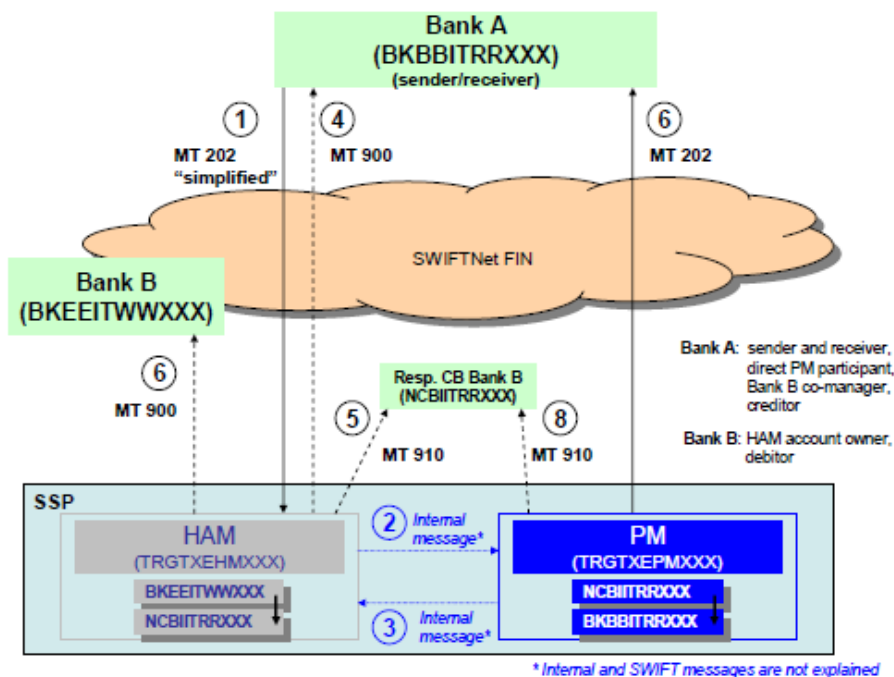 Bank A
(BKBBITRRXXX)
(sender/receiver)
1
4
6
MT 202
"simplified"
MT 900
MT 202
SWIFTNet FIN
Bank B
(BKEEITWWXXX)
6
MT 900
Resp. CB Bank B
(NCBIITRRXXX)
5
8
MT 910
MT 910
Bank A: sender and receiver,
direct PM participant,
Bank B co-manager,
creditor
Bank B: HAM account owner,
debitor
SSP
HAM
(TRGTXEHMXXX)
BKEEITWWXXX
NCBIITRRXXX
2
Internal
message*
3
Internal
message*
PM
(TRGTXEPMXXX)
NCBIITRRXXX
BKBBITRRXXX
* Internal and SWIFT messages are not explained